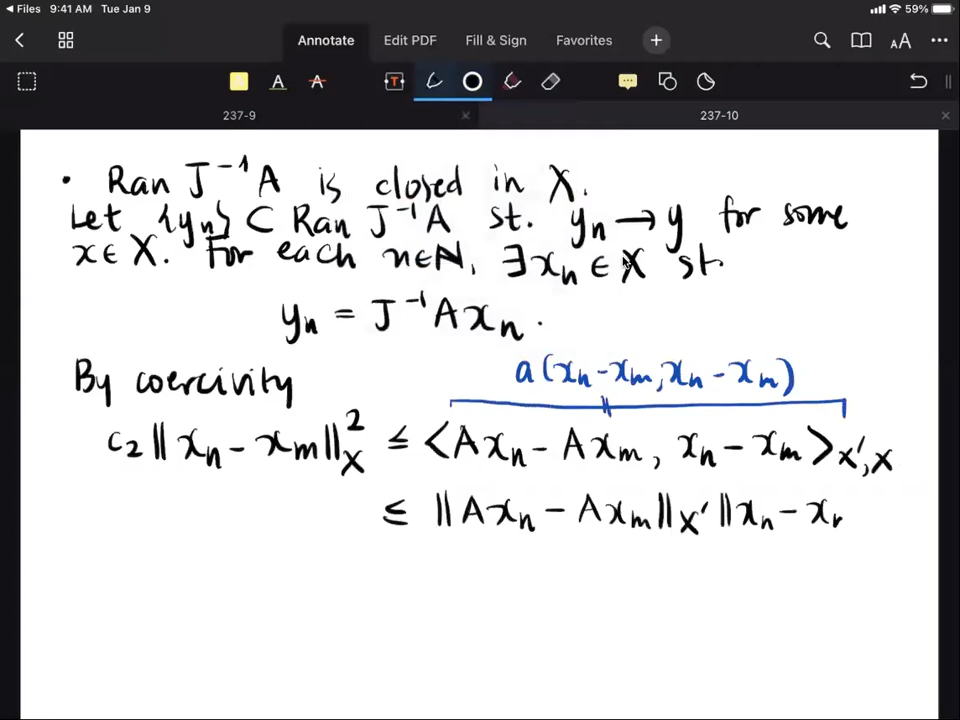 Files 9:41 AM Tue Jan 9 59%
Annotate Edit PDF Fill & Sign Favorites
237-9 237-10
• Ran J⁻¹A is closed in X.
Let {yₙ} ⊂ Ran J⁻¹A st. yₙ → y for some
x ∈ X. For each n∈ℕ, ∃xₙ ∈ X st.
yₙ = J⁻¹Axₙ.
By coercivity
a(xₙ-xₘ, xₙ-xₘ)
c₂ ‖xₙ - xₘ‖²_X ≤ ⟨Axₙ - Axₘ, xₙ - xₘ⟩_X',X
≤ ‖Axₙ - Axₘ‖_X' ‖xₙ - xᵣ